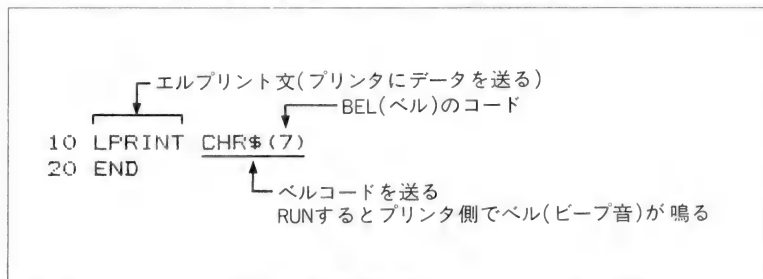 エルプリント文(プリンタにデータを送る)
BEL(ベル)のコード
10 LPRINT CHR$(7)
20 END
ベルコードを送る
RUNするとプリンタ側でベル(ビープ音)が鳴る